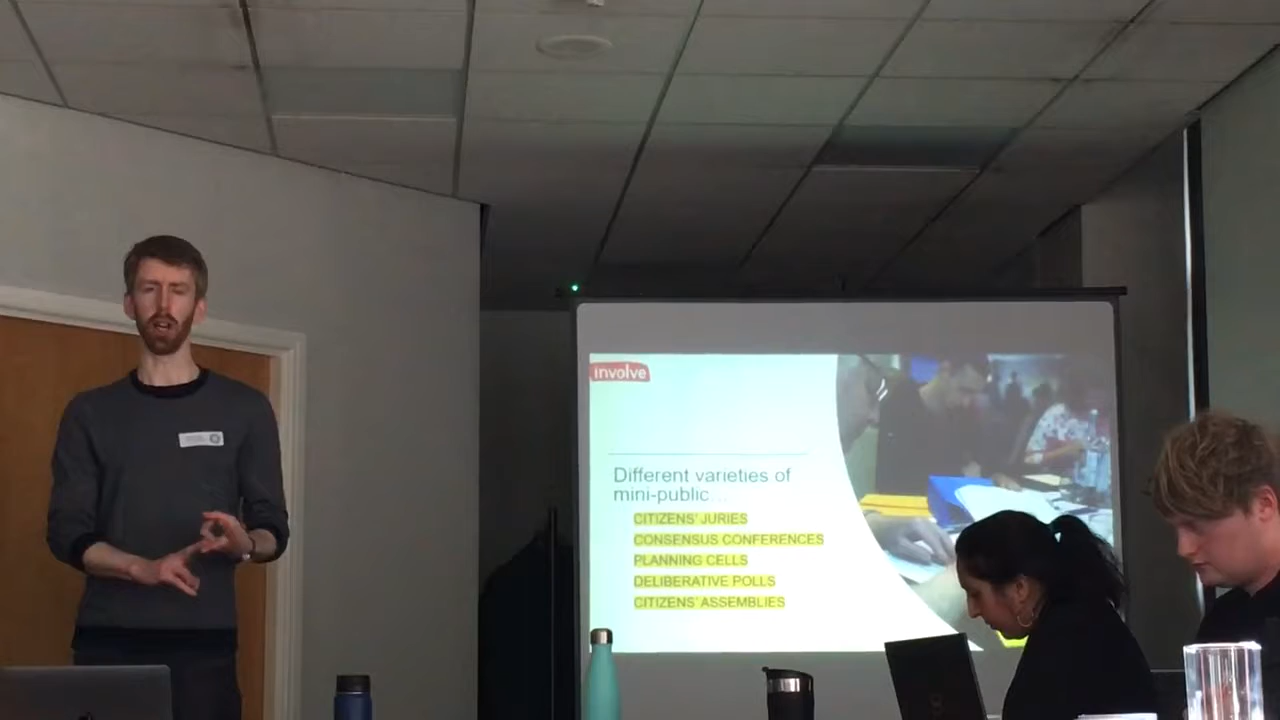 involve
Different varieties of
mini-public...
CITIZENS' JURIES
CONSENSUS CONFERENCES
PLANNING CELLS
DELIBERATIVE POLLS
CITIZENS' ASSEMBLIES